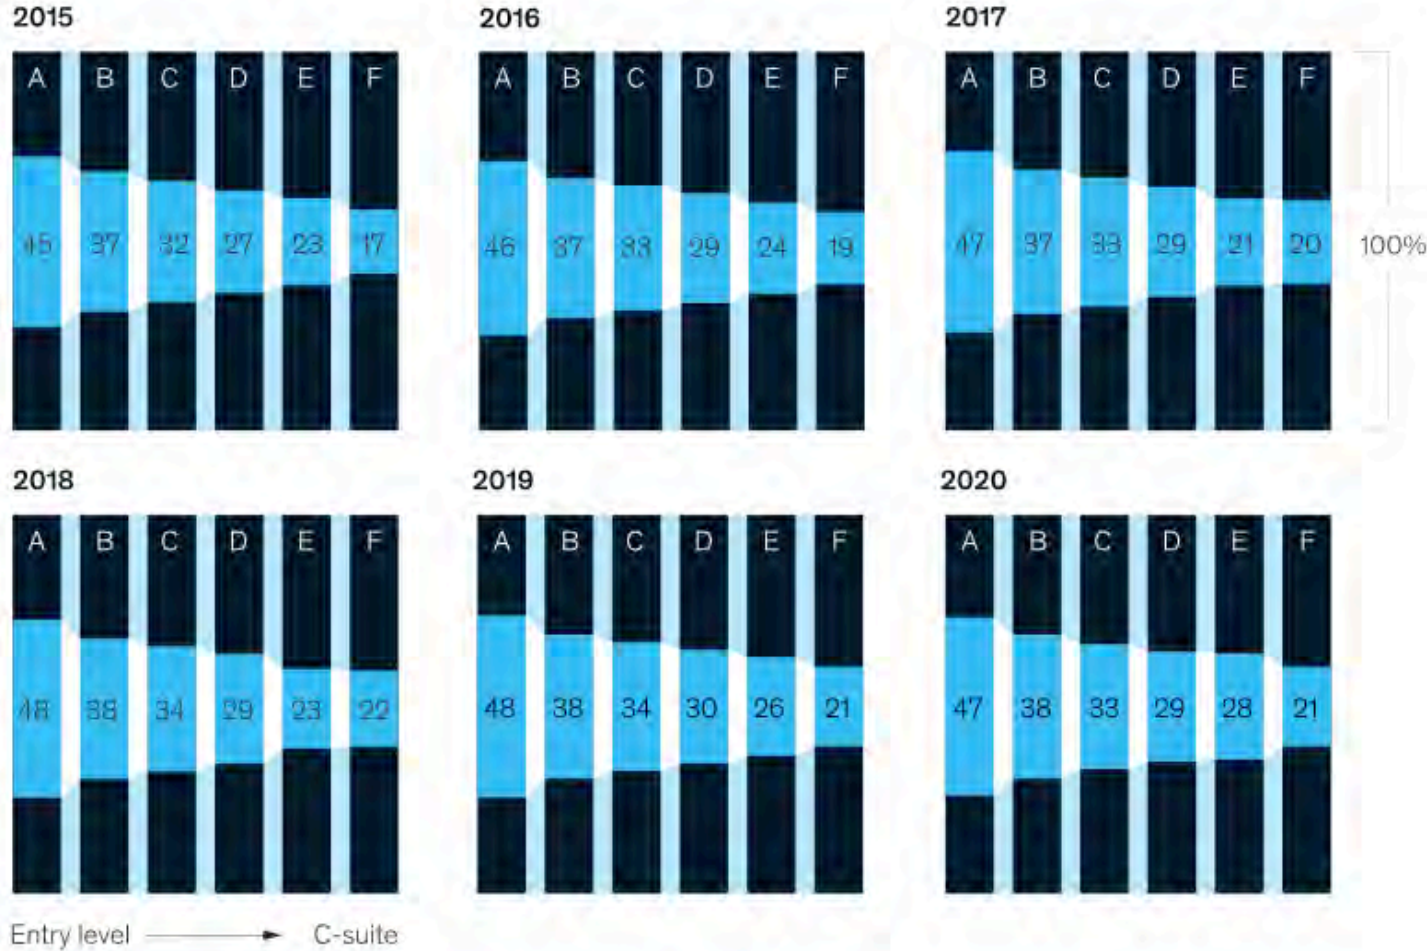 2015 2016 2017
A B C D E F A B C D E F A B C D E F
45 37 32 27 23 17 46 37 33 29 24 19 47 37 33 29 21 20 100%
2018 2019 2020
A B C D E F A B C D E F A B C D E F
48 38 34 29 23 22 48 38 34 30 26 21 47 38 33 29 28 21
Entry level C-suite